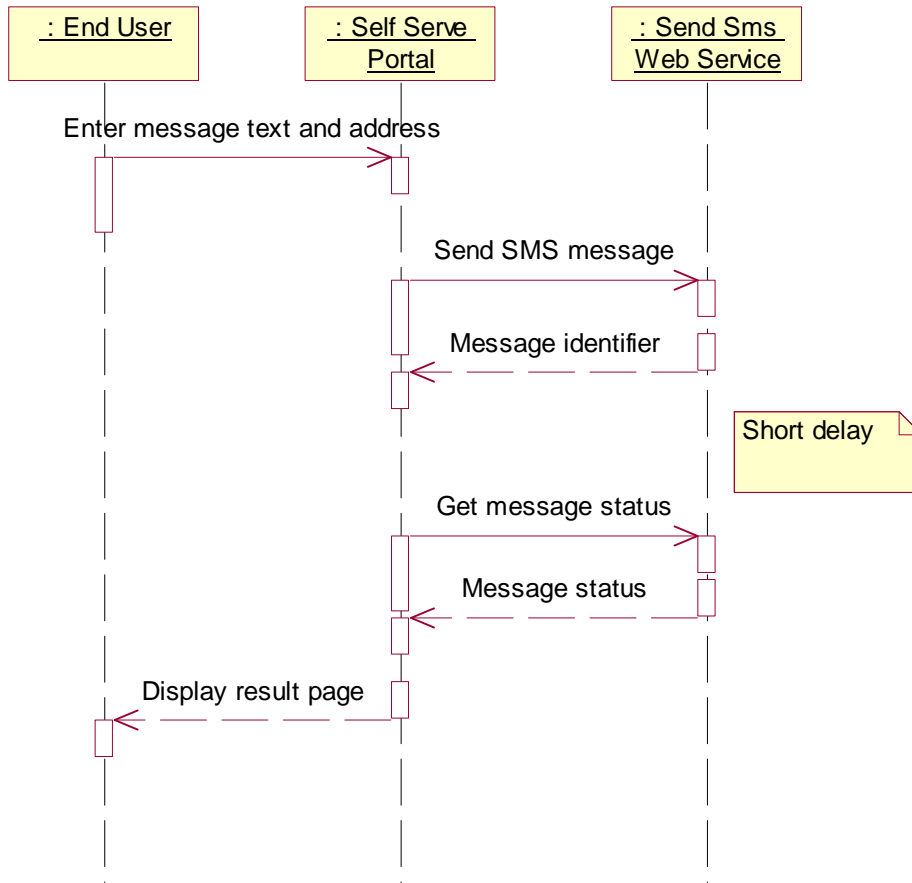 : End User
: Self Serve
Portal
: Send Sms
Web Service
Enter message text and address
Send SMS message
Message identifier
Short delay
Get message status
Message status
Display result page